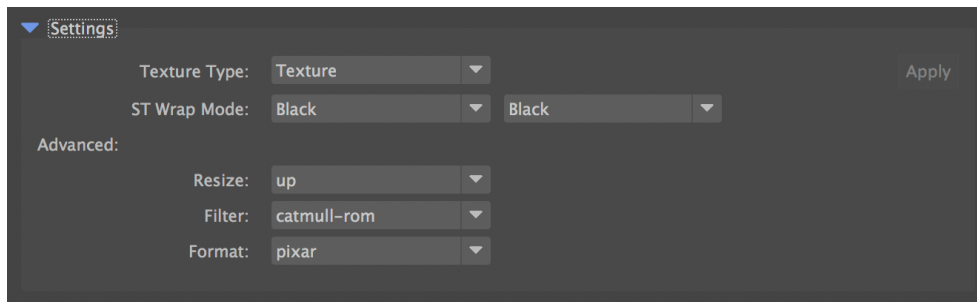 Settings
Texture Type: Texture Apply
ST Wrap Mode: Black Black
Advanced:
Resize: up
Filter: catmull-rom
Format: pixar